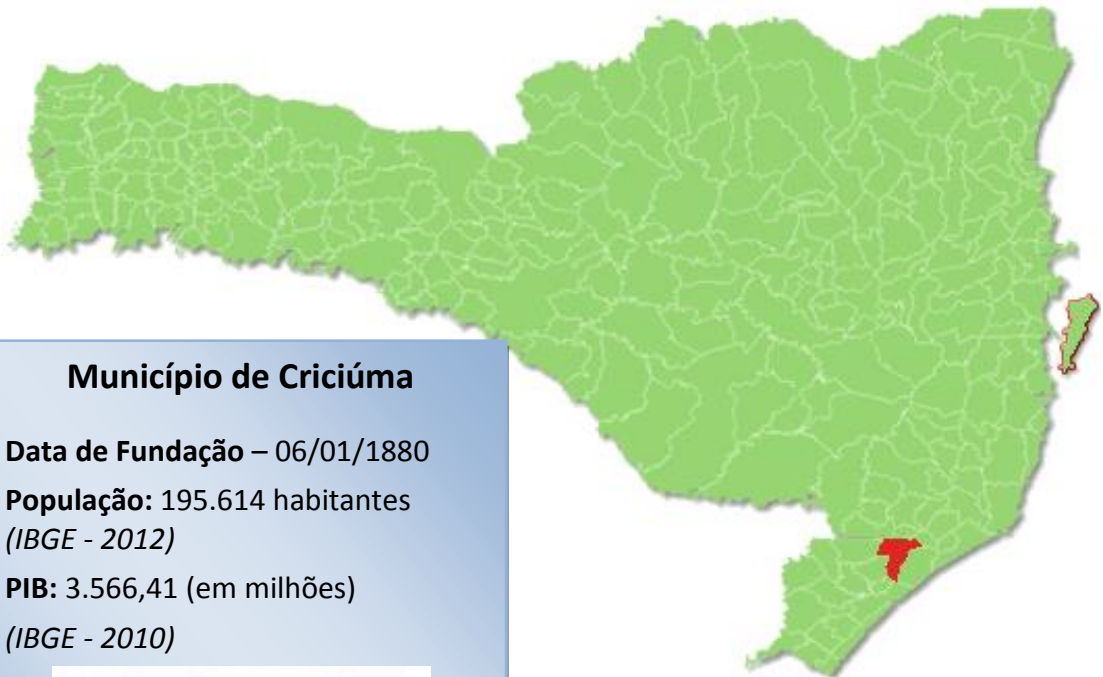 Município de Criciúma
Data de Fundação – 06/01/1880
População: 195.614 habitantes
(IBGE - 2012)
PIB: 3.566,41 (em milhões)
(IBGE - 2010)